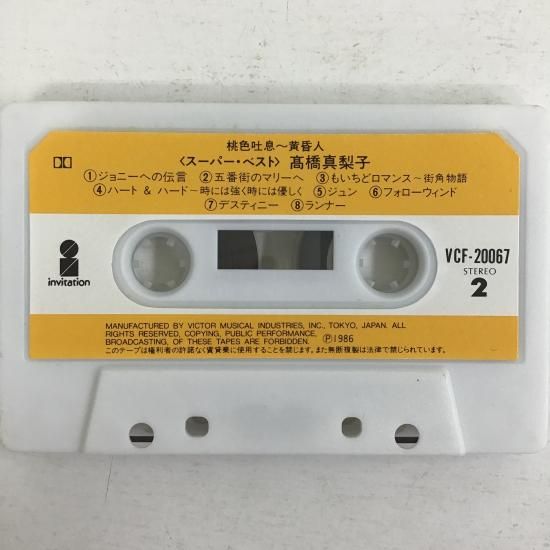 桃色吐息～黄昏人
〈スーパー・ベスト〉 髙橋真梨子
①ジョニーへの伝言 ②五番街のマリーへ ③もいちどロマンス～街角物語
④ハート & ハード～時には強く時には優しく ⑤ジュン ⑥フォローウィンド
⑦デスティニー ⑧ランナー
invitation
VCF-20067
STEREO
2
MANUFACTURED BY VICTOR MUSICAL INDUSTRIES, INC., TOKYO, JAPAN. ALL
RIGHTS RESERVED, COPYING, PUBLIC PERFORMANCE,
BROADCASTING, OF THESE TAPES ARE FORBIDDEN. Ⓟ1986
このテープは権利者の許諾なく賃貸業に使用することを禁じます。また無断複製は法律で禁じられています。